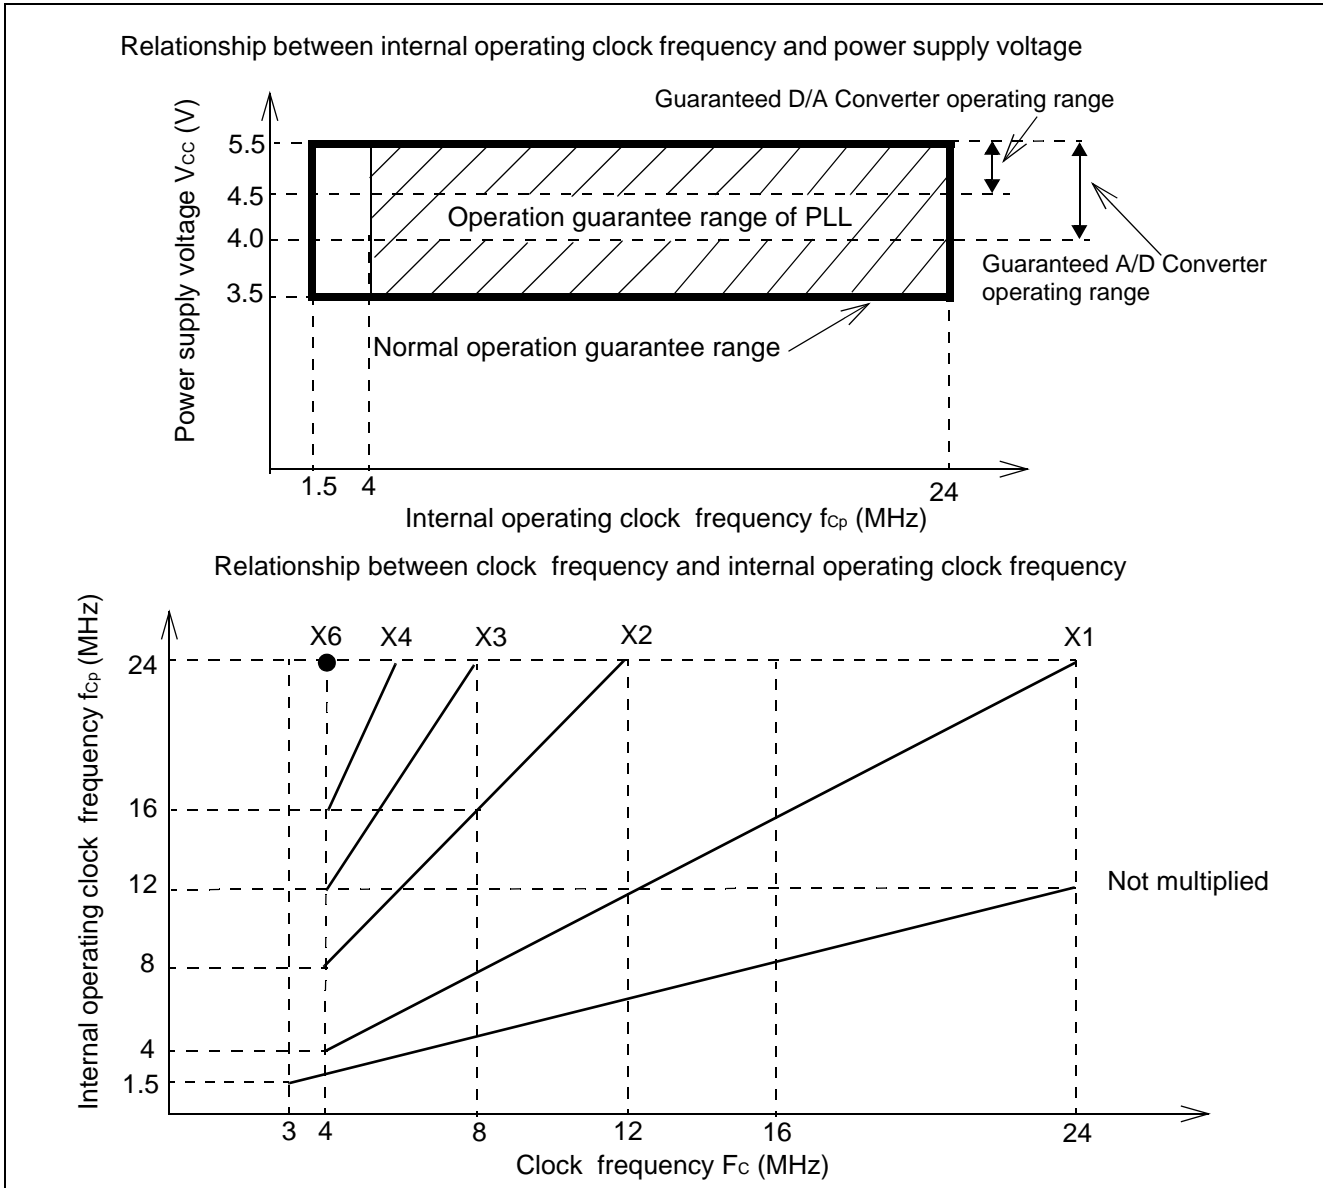 Relationship between internal operating clock frequency and power supply voltage
Guaranteed D/A Converter operating range
Power supply voltage VCC (V)
5.5
4.5
4.0
3.5
Operation guarantee range of PLL
Guaranteed A/D Converter
operating range
Normal operation guarantee range
1.5 4 24
Internal operating clock frequency fCp (MHz)
Relationship between clock frequency and internal operating clock frequency
Internal operating clock frequency fCp (MHz)
X6 X4 X3 X2 X1
24
16
12
8
4
1.5
Not multiplied
3 4 8 12 16 24
Clock frequency FC (MHz)